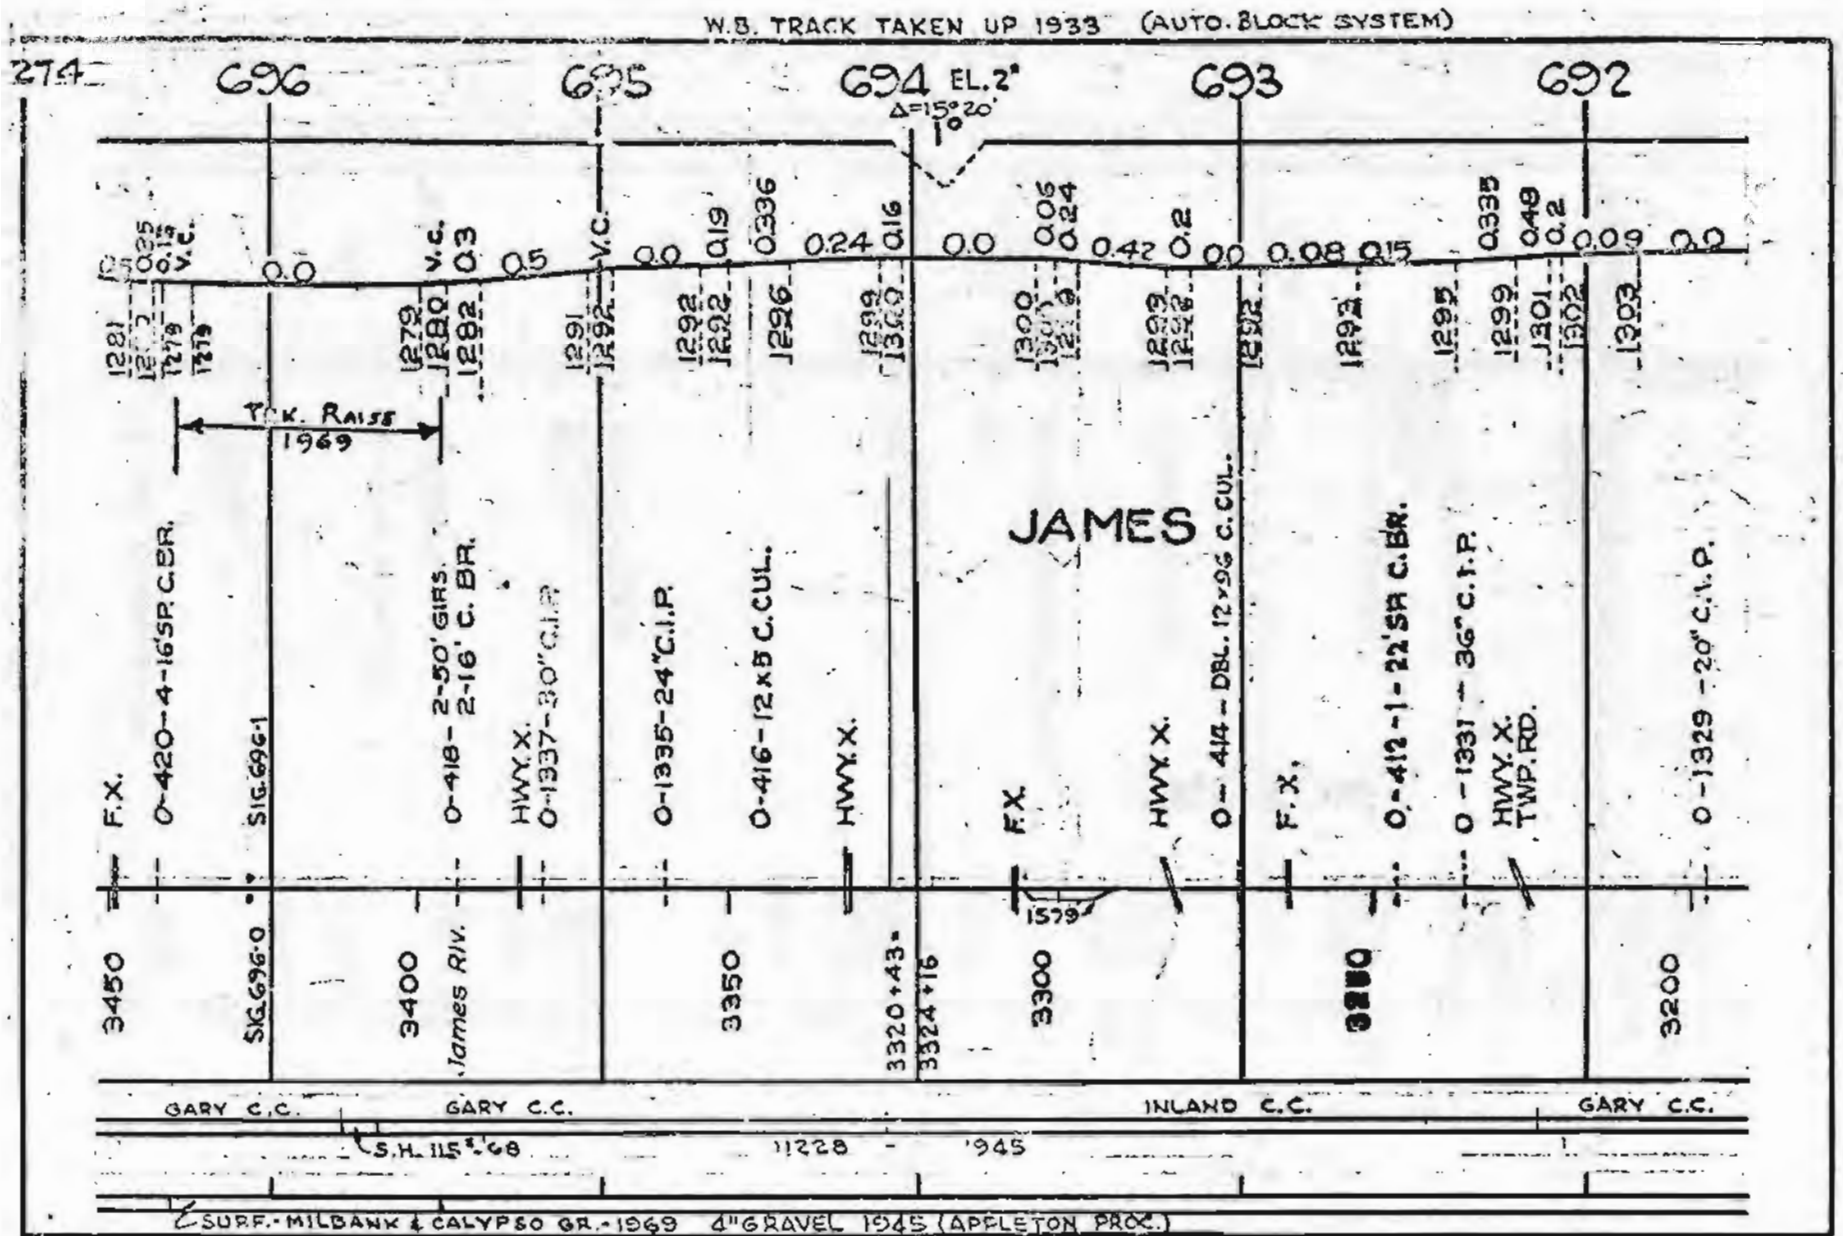 W.B. TRACK TAKEN UP 1933 (AUTO. BLOCK SYSTEM)
274
696
695
694 EL. 2"
693
692
Δ=15°20'
1°
0.35
V.C.
0.0
V.C.
0.3
0.5
V.C.
0.0
0.19
0.336
0.24
0.16
0.0
0.06
0.24
0.42
0.2
0.0
0.08
0.15
0.335
0.48
0.2
0.09
0.0
1281
1279
1279
1279
1280
1282
1291
1292
1292
1296
1299
1300
1300
1293
1292
1293
1295
1299
1301
1302
1303
RAISE
1969
JAMES
F.X.
0-420-4-16'SP. C.BR.
SIG.696-1
0-418-2-50' GIRS.
2-16' C. BR.
HWY. X.
0-1337-30" C.I.P.
0-1335-24" C.I.P.
0-416-12x5 C. CUL.
HWY.X.
F.X.
HWY. X.
0-414-DBL. 12x96 C. CUL.
F.X.
0-412-1-22' C. BR.
0-1331-36" C.I.P.
HWY. X.
TWP. RD.
0-1329-20" C.I.P.
1579'
3450
SIG.696-0
3400
James Riv.
3350
3320+43=
3324+16
3300
3250
3200
GARY C.C. GARY C.C. INLAND C.C. GARY C.C.
S.H. 115# '68 11228 - 1945
SURF.-MILBANK & CALYPSO GR.-1969 4" GRAVEL 1945 (APPLETON PROC.)